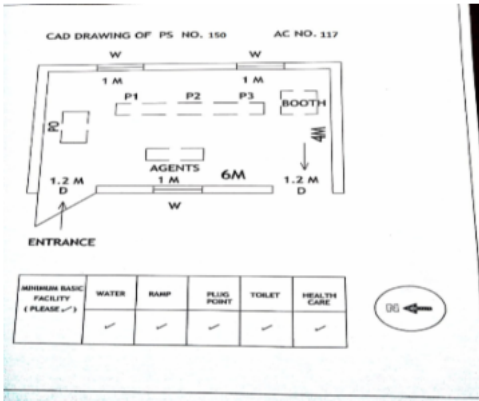 CAD DRAWING OF PS NO. 150 AC NO. 117
W W
1 M 1 M
P1 P2 P3
BOOTH
PO
4M
AGENTS
1.2 M 1 M 6M 1.2 M
D D
W
ENTRANCE
MINIMUM BASIC FACILITY (PLEASE ✓) WATER RAMP PLUG POINT TOILET HEALTH CARE
✓ ✓ ✓ ✓ ✓